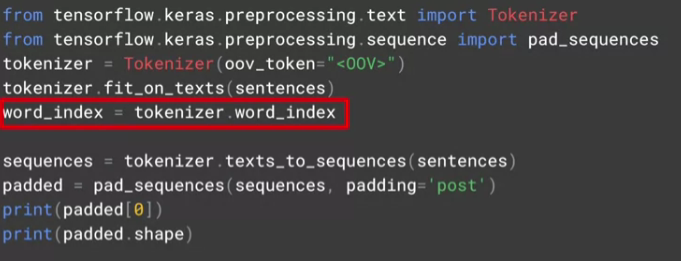 from tensorflow.keras.preprocessing.text import Tokenizer
from tensorflow.keras.preprocessing.sequence import pad_sequences
tokenizer = Tokenizer(oov_token="<OOV>")
tokenizer.fit_on_texts(sentences)
word_index = tokenizer.word_index

sequences = tokenizer.texts_to_sequences(sentences)
padded = pad_sequences(sequences, padding='post')
print(padded[0])
print(padded.shape)